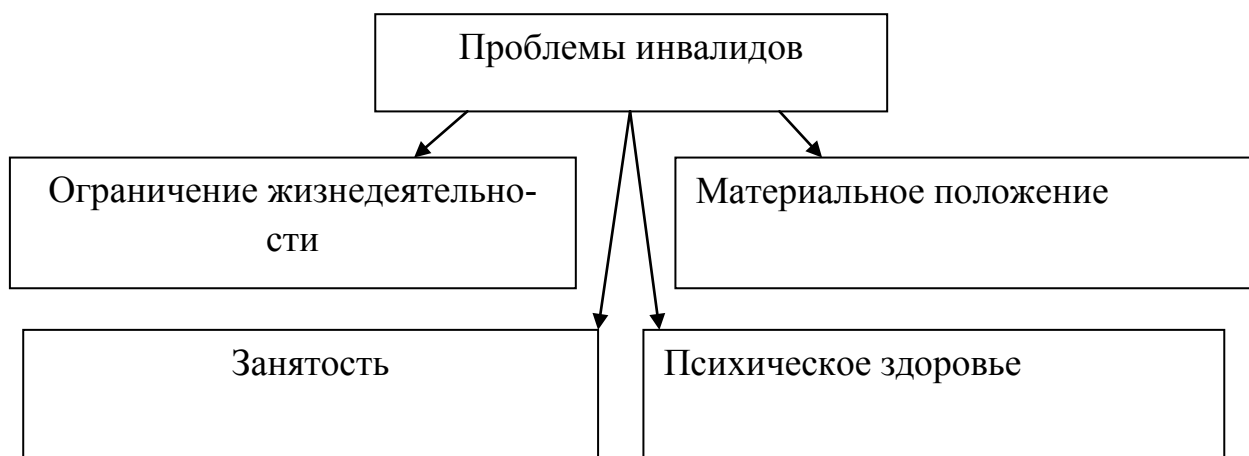 Проблемы инвалидов
Ограничение жизнедеятельно-
сти
Материальное положение
Занятость
Психическое здоровье